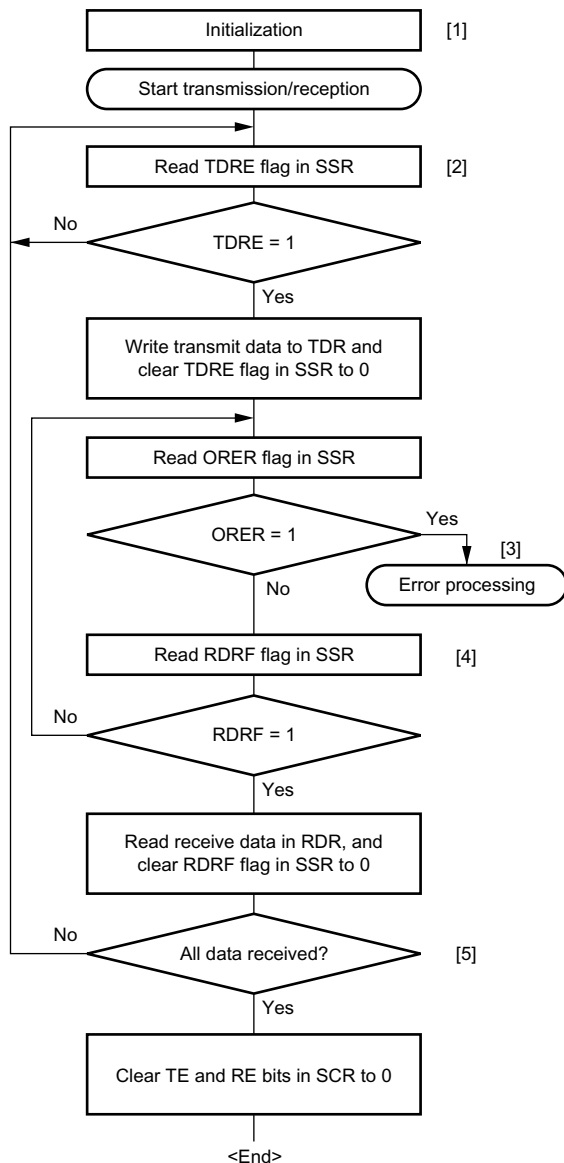 Initialization
[1]
Start transmission/reception
Read TDRE flag in SSR
[2]
No
TDRE = 1
Yes
Write transmit data to TDR and
clear TDRE flag in SSR to 0
Read ORER flag in SSR
ORER = 1
Yes
[3]
Error processing
No
Read RDRF flag in SSR
[4]
No
RDRF = 1
Yes
Read receive data in RDR, and
clear RDRF flag in SSR to 0
No
All data received?
[5]
Yes
Clear TE and RE bits in SCR to 0
<End>